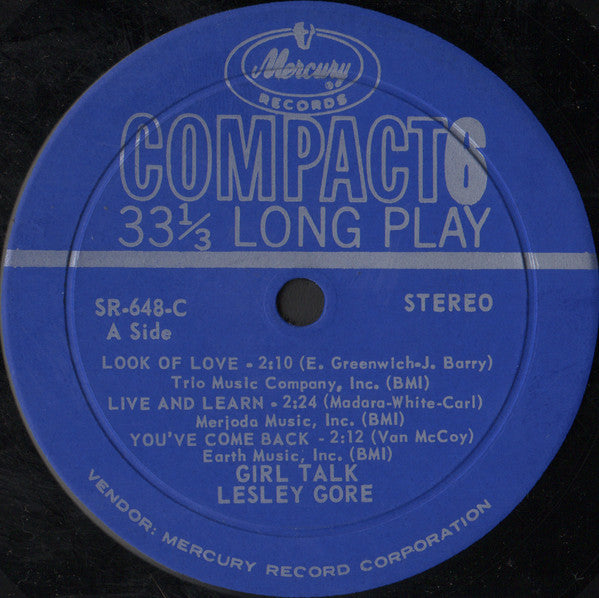 Mercury
RECORDS
COMPACT 6
33⅓ LONG PLAY
SR-648-C
A Side
STEREO
LOOK OF LOVE - 2:10 (E. Greenwich-J. Barry)
Trio Music Company, Inc. (BMI)
LIVE AND LEARN - 2:24 (Madara-White-Carl)
Merjoda Music, Inc. (BMI)
YOU'VE COME BACK - 2:12 (Van McCoy)
Earth Music, Inc. (BMI)
GIRL TALK
LESLEY GORE
VENDOR: MERCURY RECORD CORPORATION